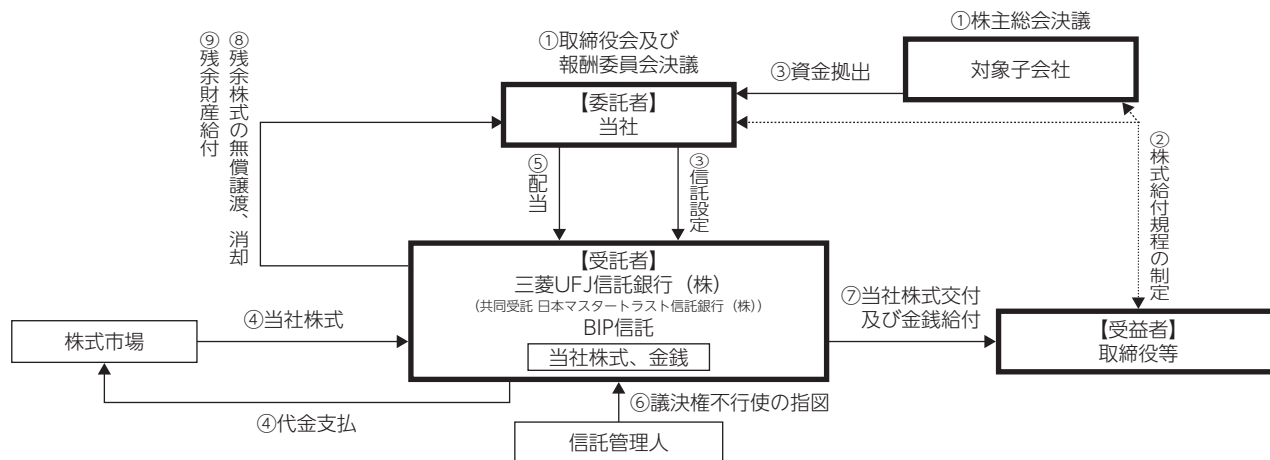 ⑨残余財産給付
⑧残余株式の無償譲渡、消却
①取締役会及び
報酬委員会決議
【委託者】
当社
③資金拠出
①株主総会決議
対象子会社
⑤配当
③信託設定
②株式給付規程の制定
【受託者】
三菱UFJ信託銀行（株）
（共同受託 日本マスタートラスト信託銀行（株））
BIP信託
当社株式、金銭
株式市場
④当社株式
④代金支払
⑦当社株式交付
及び金銭給付
【受益者】
取締役等
⑥議決権不行使の指図
信託管理人